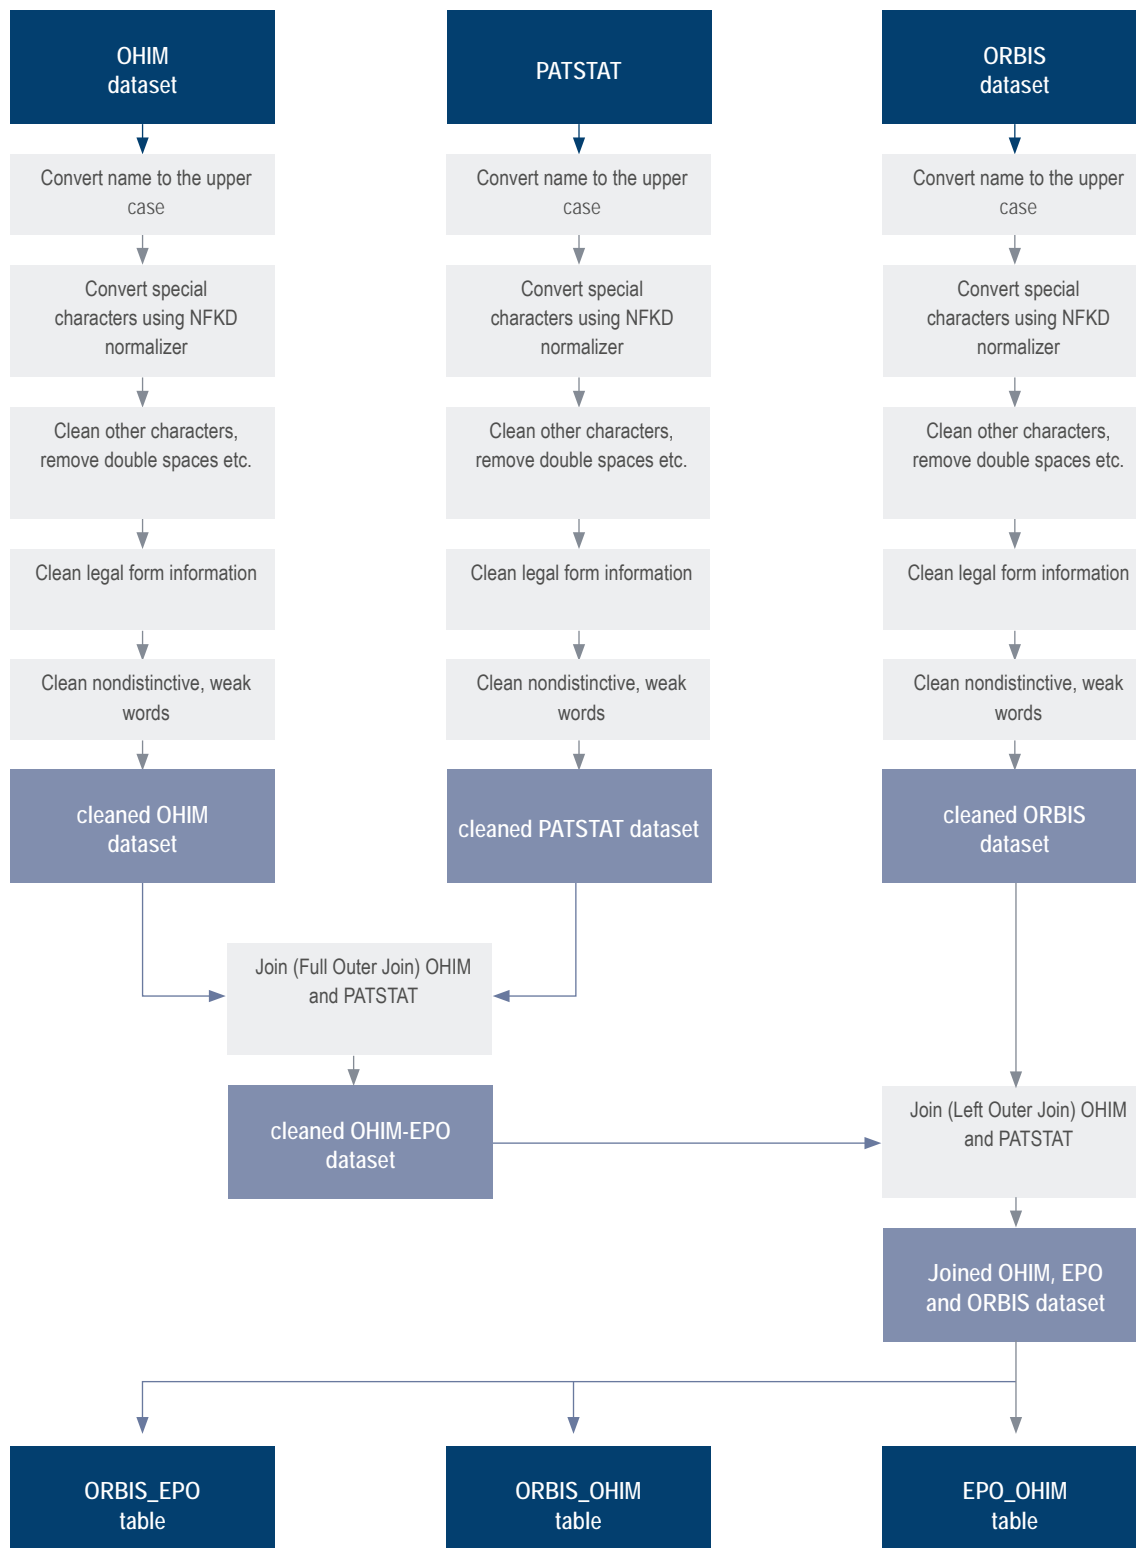 OHIM
dataset
PATSTAT
ORBIS
dataset
Convert name to the upper
case
Convert name to the upper
case
Convert name to the upper
case
Convert special
characters using NFKD
normalizer
Convert special
characters using NFKD
normalizer
Convert special
characters using NFKD
normalizer
Clean other characters,
remove double spaces etc.
Clean other characters,
remove double spaces etc.
Clean other characters,
remove double spaces etc.
Clean legal form information
Clean legal form information
Clean legal form information
Clean nondistinctive, weak
words
Clean nondistinctive, weak
words
Clean nondistinctive, weak
words
cleaned OHIM
dataset
cleaned PATSTAT dataset
cleaned ORBIS
dataset
Join (Full Outer Join) OHIM
and PATSTAT
cleaned OHIM-EPO
dataset
Join (Left Outer Join) OHIM
and PATSTAT
Joined OHIM, EPO
and ORBIS dataset
ORBIS_EPO
table
ORBIS_OHIM
table
EPO_OHIM
table